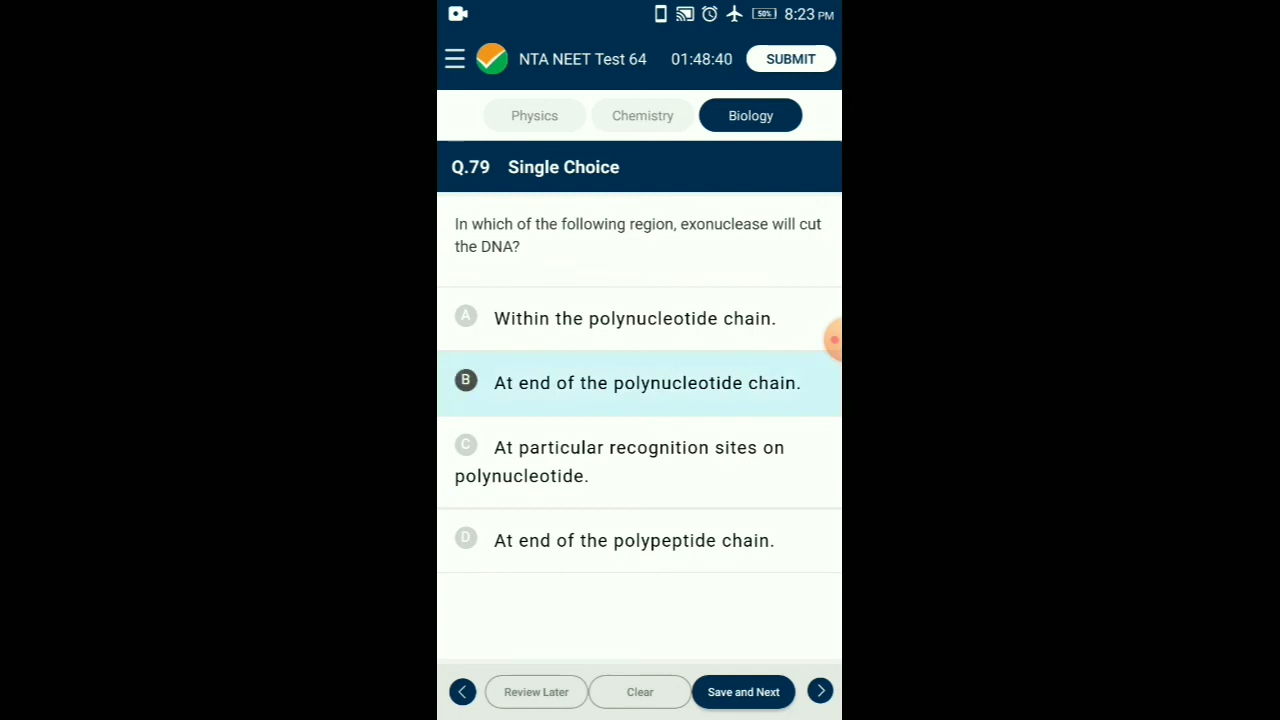 50% 8:23 PM
NTA NEET Test 64 01:48:40 SUBMIT
Physics Chemistry Biology
Q.79 Single Choice
In which of the following region, exonuclease will cut
the DNA?
A Within the polynucleotide chain.
B At end of the polynucleotide chain.
C At particular recognition sites on
polynucleotide.
D At end of the polypeptide chain.
Review Later Clear Save and Next